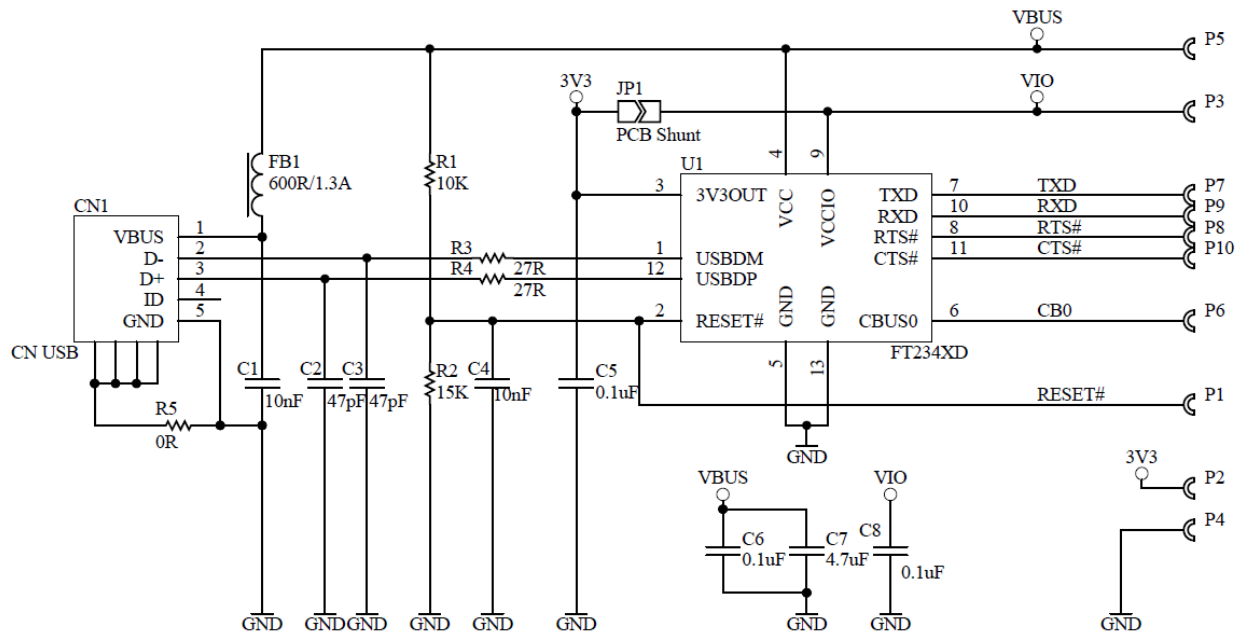 VBUS
P5
3V3
JP1
VIO
P3
PCB Shunt
FB1
600R/1.3A
R1
10K
4
9
U1
CN1
3
3V3OUT
VCC
VCCIO
TXD
7
TXD
P7
RXD
10
RXD
P9
VBUS
1
RTS#
8
RTS#
P8
D-
2
R3
27R
1
USBDM
CTS#
11
CTS#
P10
D+
3
R4
27R
12
USBDP
ID
4
GND
5
2
RESET#
GND
GND
CBUS0
6
CB0
P6
CN USB
FT234XD
C1
10nF
C2
47pF
C3
47pF
R2
15K
C4
10nF
C5
0.1uF
5
13
RESET#
P1
R5
0R
GND
VBUS
VIO
3V3
P2
P4
C6
0.1uF
C7
4.7uF
C8
0.1uF
GND
GND
GND
GND
GND
GND
GND
GND
GND